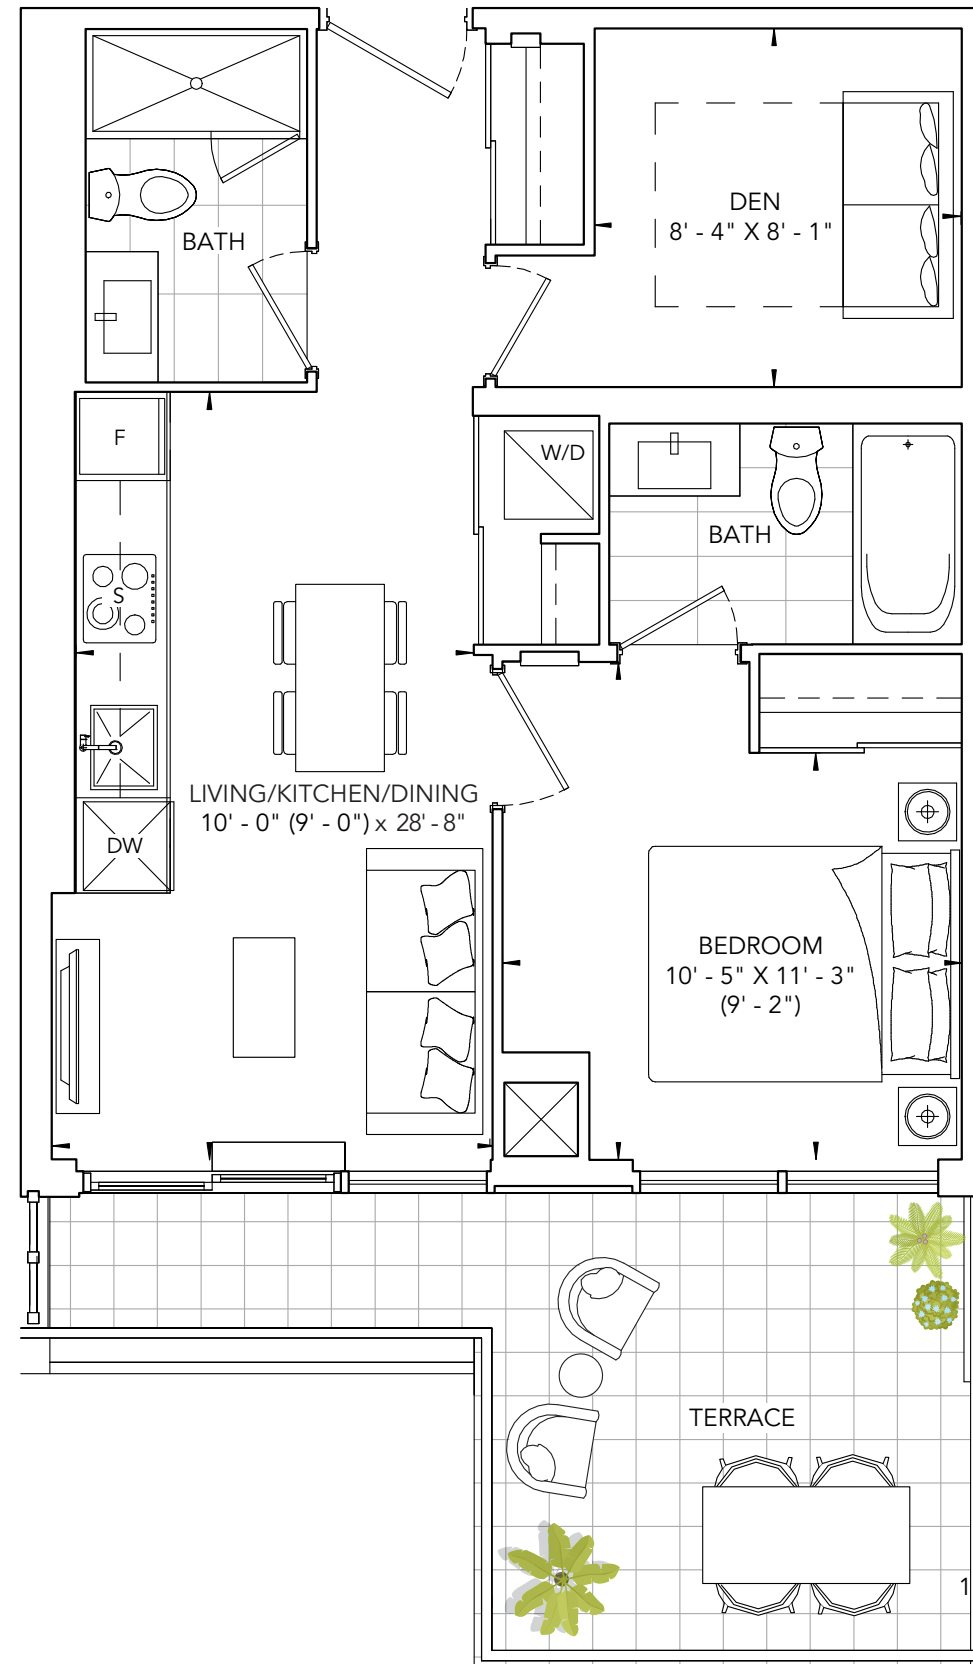 DEN
8' - 4" X 8' - 1"
BATH
F
W/D
BATH
S
LIVING/KITCHEN/DINING
10' - 0" (9' - 0") x 28' - 8"
DW
BEDROOM
10' - 5" X 11' - 3"
(9' - 2")
TERRACE
1